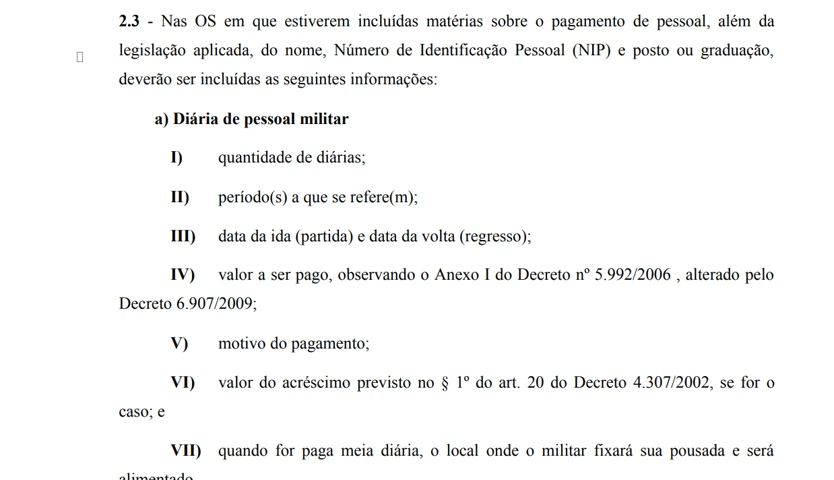 2.3 - Nas OS em que estiverem incluídas matérias sobre o pagamento de pessoal, além da
legislação aplicada, do nome, Número de Identificação Pessoal (NIP) e posto ou graduação,
deverão ser incluídas as seguintes informações:
a) Diária de pessoal militar
I) quantidade de diárias;
II) período(s) a que se refere(m);
III) data da ida (partida) e data da volta (regresso);
IV) valor a ser pago, observando o Anexo I do Decreto nº 5.992/2006 , alterado pelo
Decreto 6.907/2009;
V) motivo do pagamento;
VI) valor do acréscimo previsto no § 1º do art. 20 do Decreto 4.307/2002, se for o
caso; e
VII) quando for paga meia diária, o local onde o militar fixará sua pousada e será
alimentado